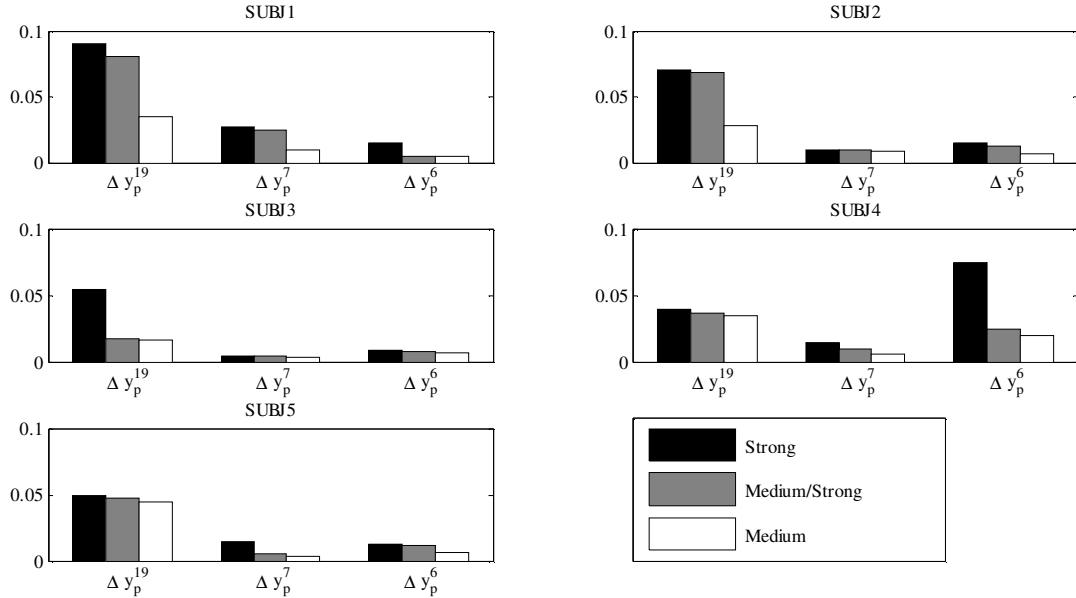 SUBJ1
0.1
0.05
0
Δ y_p^19 Δ y_p^7 Δ y_p^6
SUBJ2
0.1
0.05
0
Δ y_p^19 Δ y_p^7 Δ y_p^6
SUBJ3
0.1
0.05
0
Δ y_p^19 Δ y_p^7 Δ y_p^6
SUBJ4
0.1
0.05
0
Δ y_p^19 Δ y_p^7 Δ y_p^6
SUBJ5
0.1
0.05
0
Δ y_p^19 Δ y_p^7 Δ y_p^6
Strong
Medium/Strong
Medium